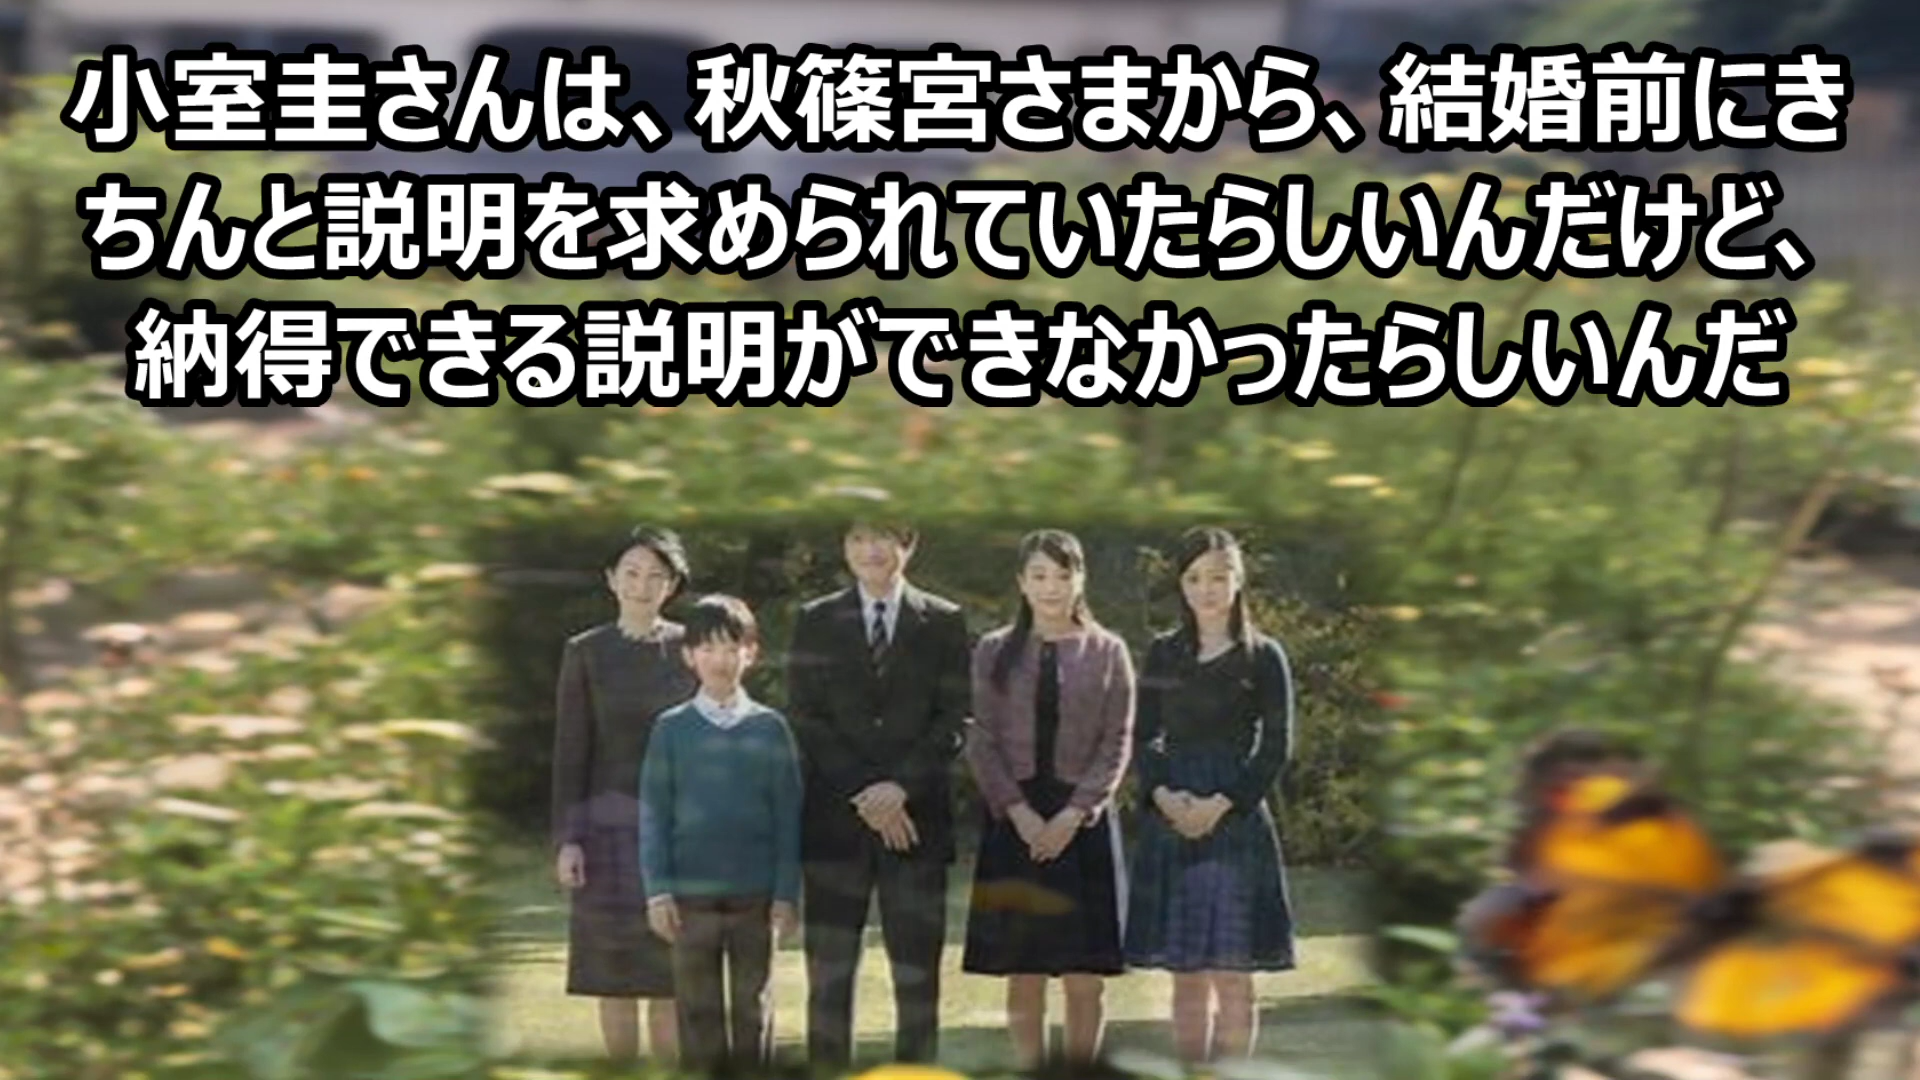 小室圭さんは、秋篠宮さまから、結婚前にき
ちんと説明を求められていたらしいんだけど、
納得できる説明ができなかったらしいんだ